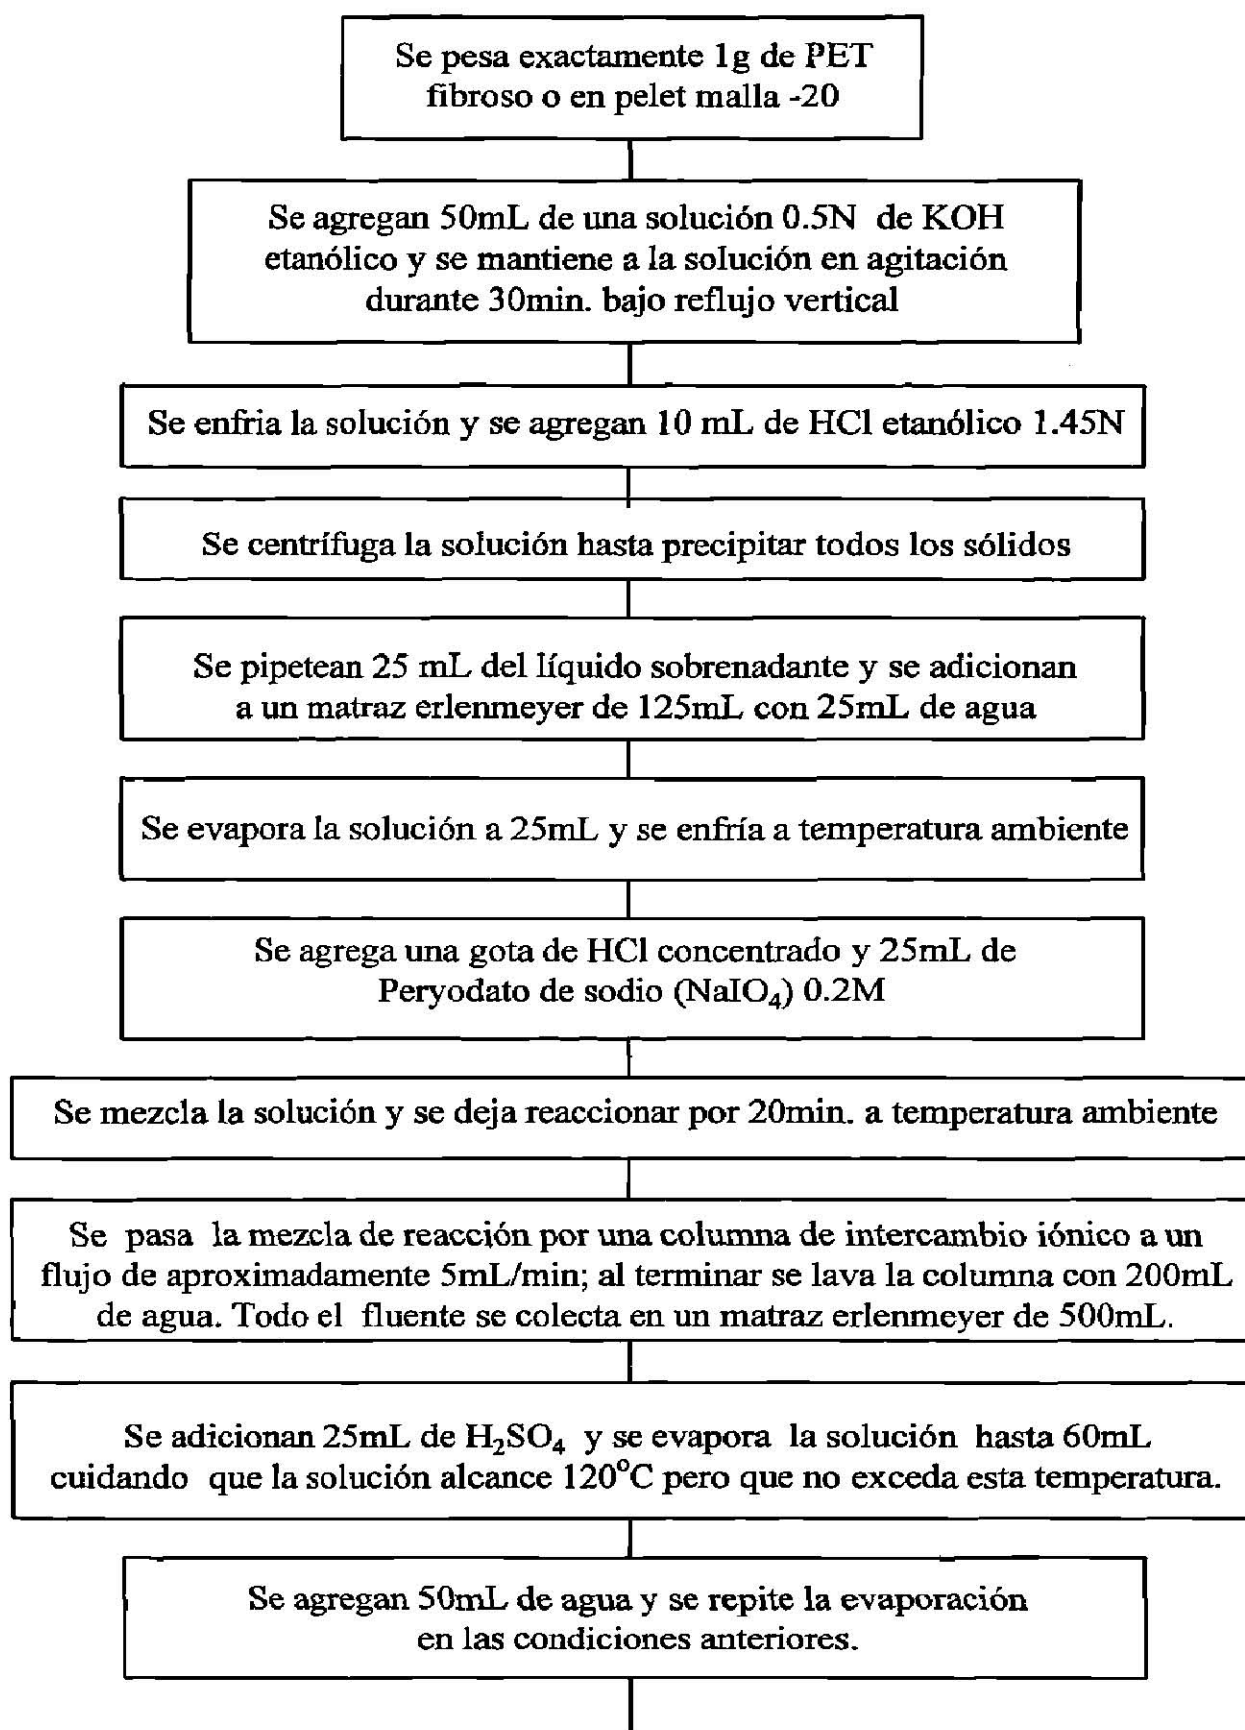 Se pesa exactamente 1g de PET
fibroso o en pelet malla -20
Se agregan 50mL de una solución 0.5N de KOH
etanólico y se mantiene a la solución en agitación
durante 30min. bajo reflujo vertical
Se enfria la solución y se agregan 10 mL de HCl etanólico 1.45N
Se centrífuga la solución hasta precipitar todos los sólidos
Se pipetean 25 mL del líquido sobrenadante y se adicionan
a un matraz erlenmeyer de 125mL con 25mL de agua
Se evapora la solución a 25mL y se enfría a temperatura ambiente
Se agrega una gota de HCl concentrado y 25mL de
Peryodato de sodio (NaIO₄) 0.2M
Se mezcla la solución y se deja reaccionar por 20min. a temperatura ambiente
Se pasa la mezcla de reacción por una columna de intercambio iónico a un
flujo de aproximadamente 5mL/min; al terminar se lava la columna con 200mL
de agua. Todo el fluente se colecta en un matraz erlenmeyer de 500mL.
Se adicionan 25mL de H₂SO₄ y se evapora la solución hasta 60mL
cuidando que la solución alcance 120°C pero que no exceda esta temperatura.
Se agregan 50mL de agua y se repite la evaporación
en las condiciones anteriores.